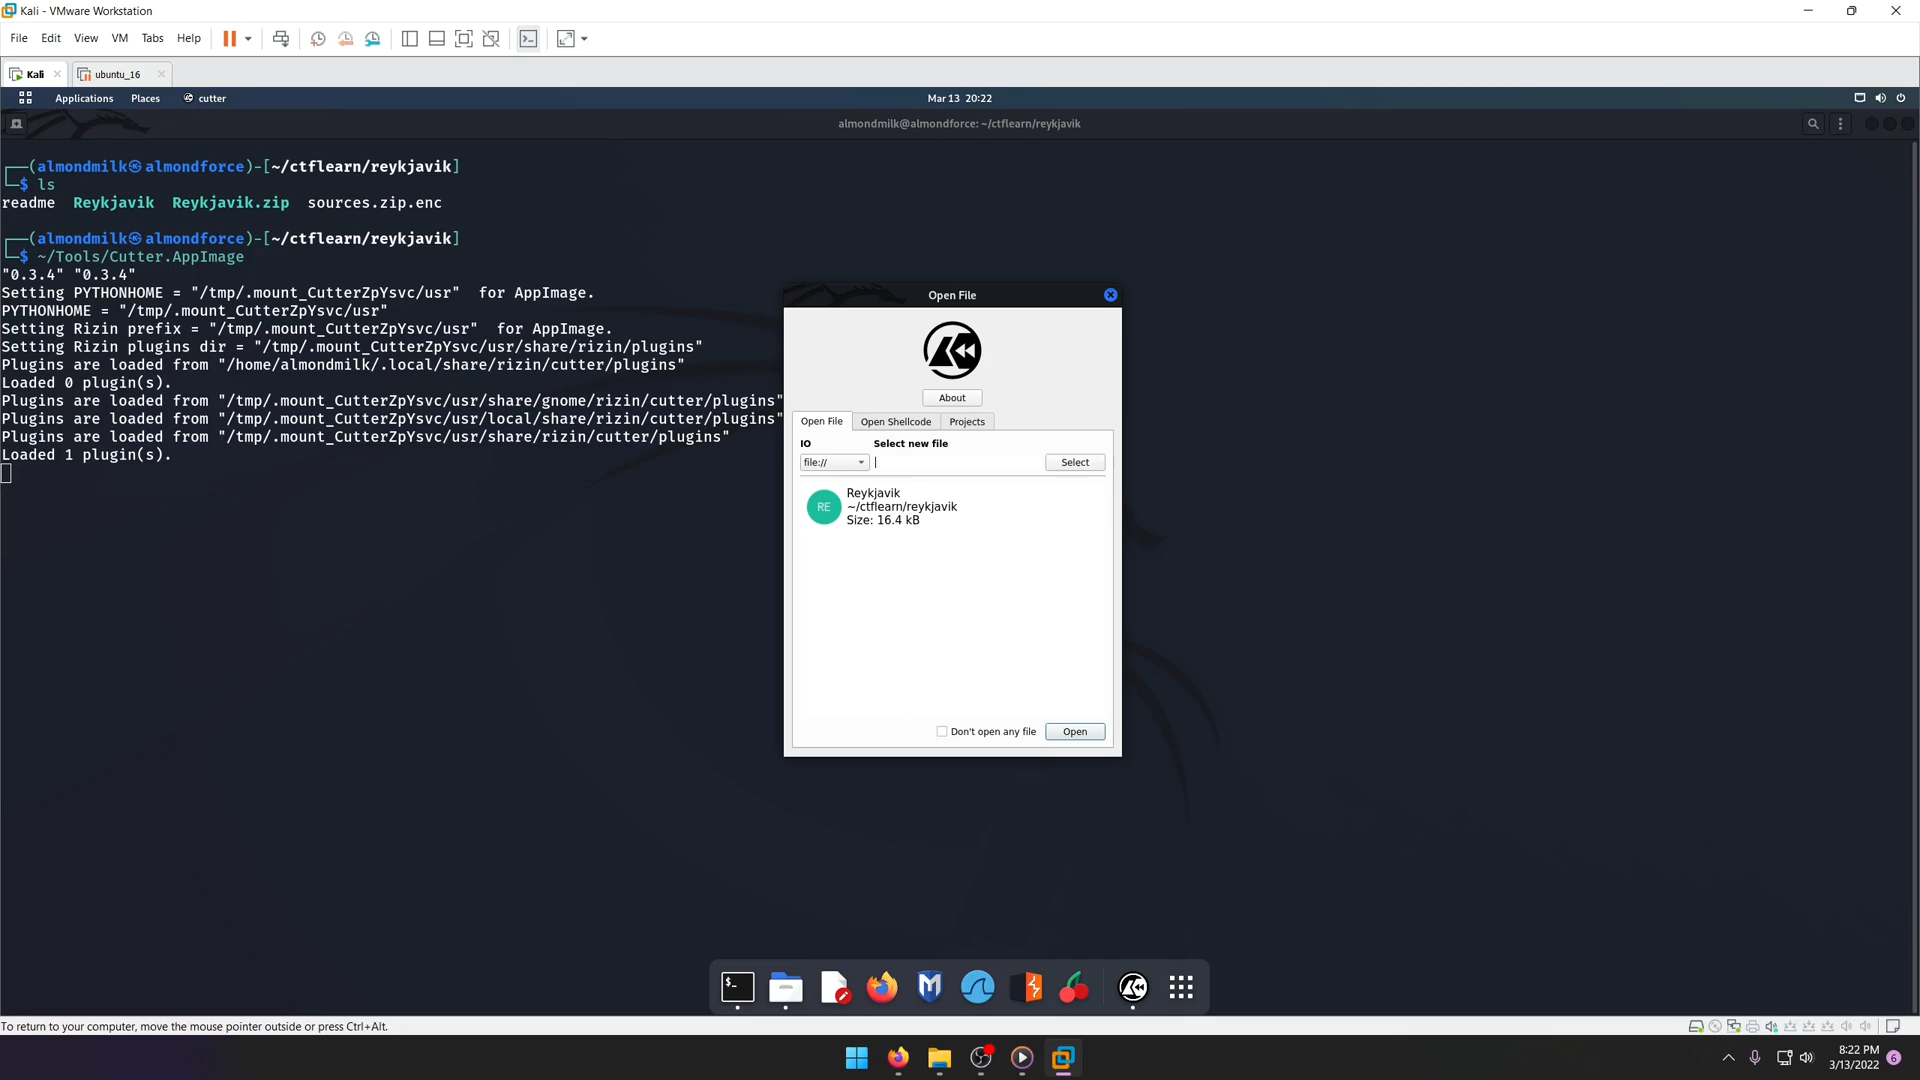 Kali - VMware Workstation
File Edit View VM Tabs Help
Kali ubuntu_16
Applications Places cutter Mar 13 20:22
almondmilk@almondforce: ~/ctflearn/reykjavik
┌──(almondmilk㉿almondforce)-[~/ctflearn/reykjavik]
└─$ ls
readme Reykjavik Reykjavik.zip sources.zip.enc
┌──(almondmilk㉿almondforce)-[~/ctflearn/reykjavik]
└─$ ~/Tools/Cutter.AppImage
"0.3.4" "0.3.4"
Setting PYTHONHOME = "/tmp/.mount_CutterZpYsvc/usr" for AppImage.
PYTHONHOME = "/tmp/.mount_CutterZpYsvc/usr"
Setting Rizin prefix = "/tmp/.mount_CutterZpYsvc/usr" for AppImage.
Setting Rizin plugins dir = "/tmp/.mount_CutterZpYsvc/usr/share/rizin/plugins"
Plugins are loaded from "/home/almondmilk/.local/share/rizin/cutter/plugins"
Loaded 0 plugin(s).
Plugins are loaded from "/tmp/.mount_CutterZpYsvc/usr/share/gnome/rizin/cutter/plugins"
Plugins are loaded from "/tmp/.mount_CutterZpYsvc/usr/local/share/rizin/cutter/plugins"
Plugins are loaded from "/tmp/.mount_CutterZpYsvc/usr/share/rizin/cutter/plugins"
Loaded 1 plugin(s).
Open File
About
Open File Open Shellcode Projects
IO Select new file
file:// Select
RE
Reykjavik
~/ctflearn/reykjavik
Size: 16.4 kB
Don't open any file Open
To return to your computer, move the mouse pointer outside or press Ctrl+Alt.
8:22 PM
3/13/2022
6